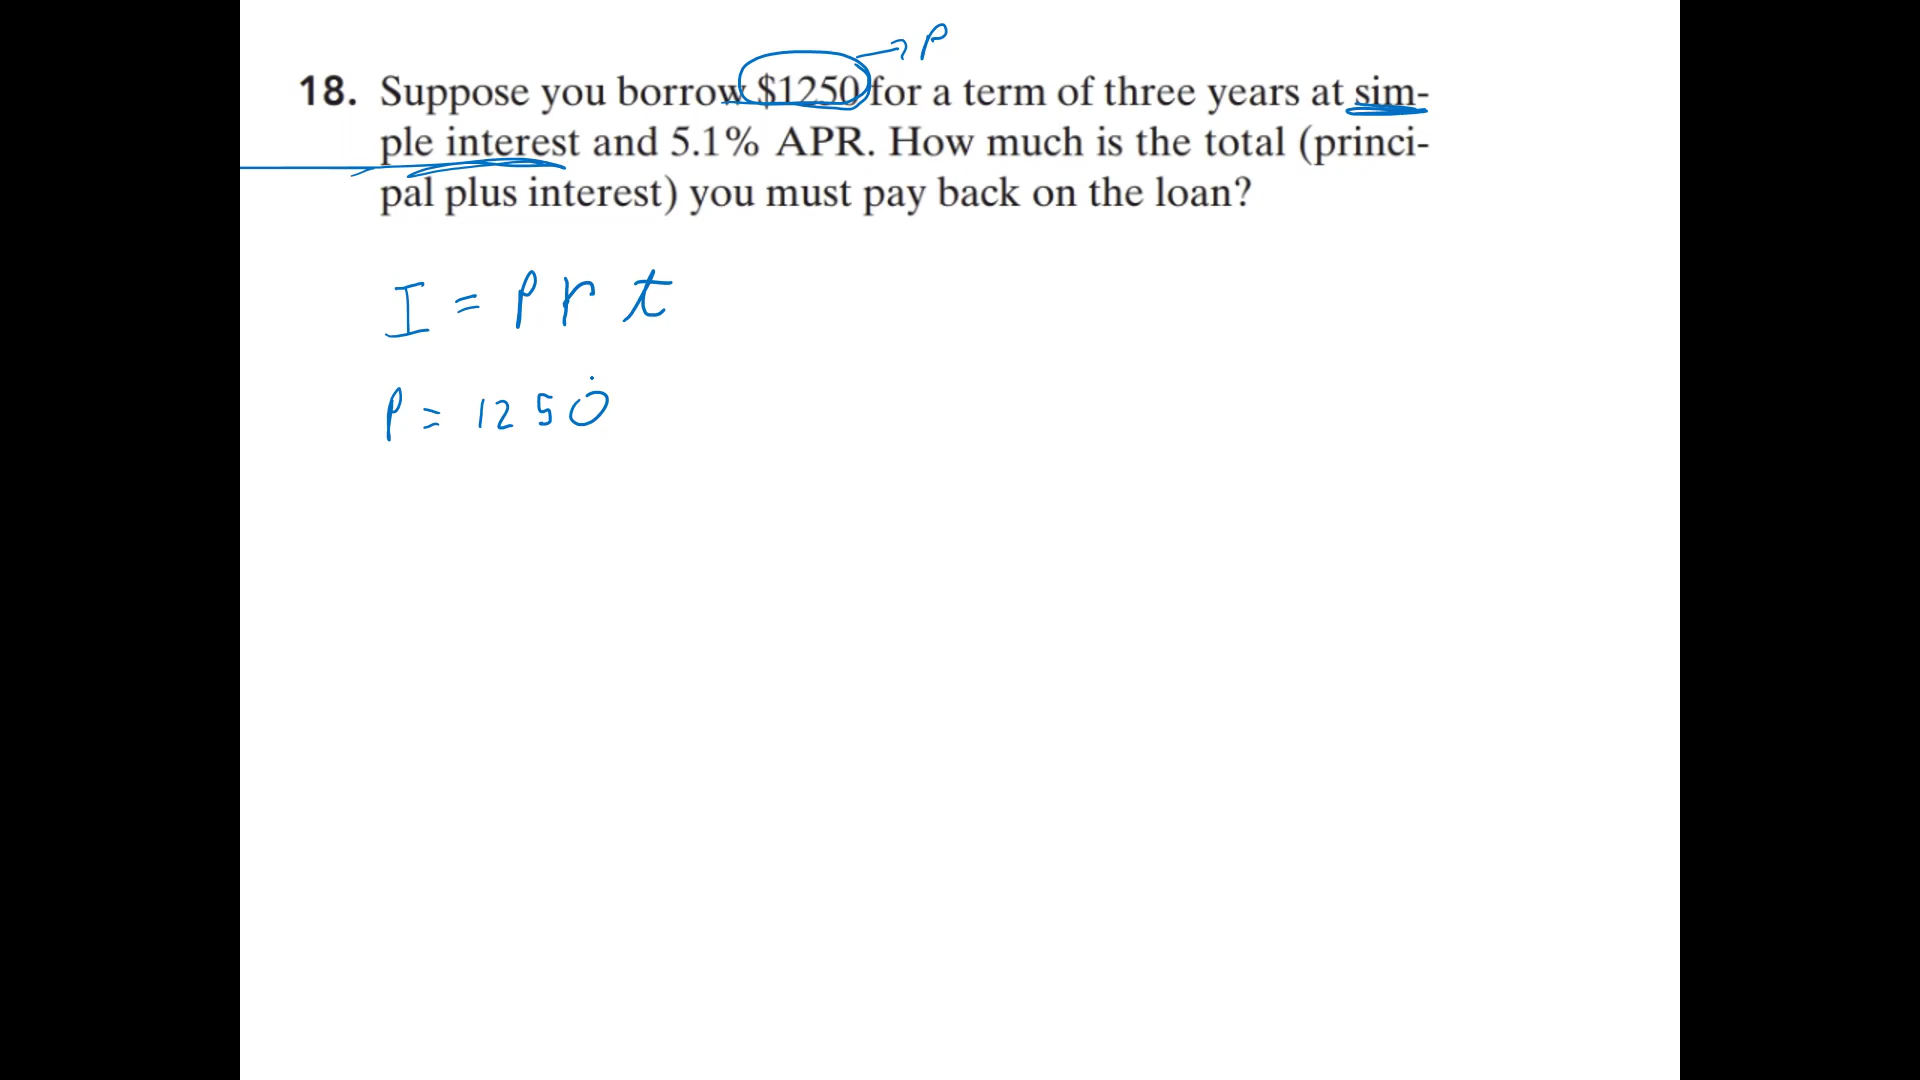 P
18. Suppose you borrow $1250 for a term of three years at sim-
ple interest and 5.1% APR. How much is the total (princi-
pal plus interest) you must pay back on the loan?
I = P r t
P = 1250